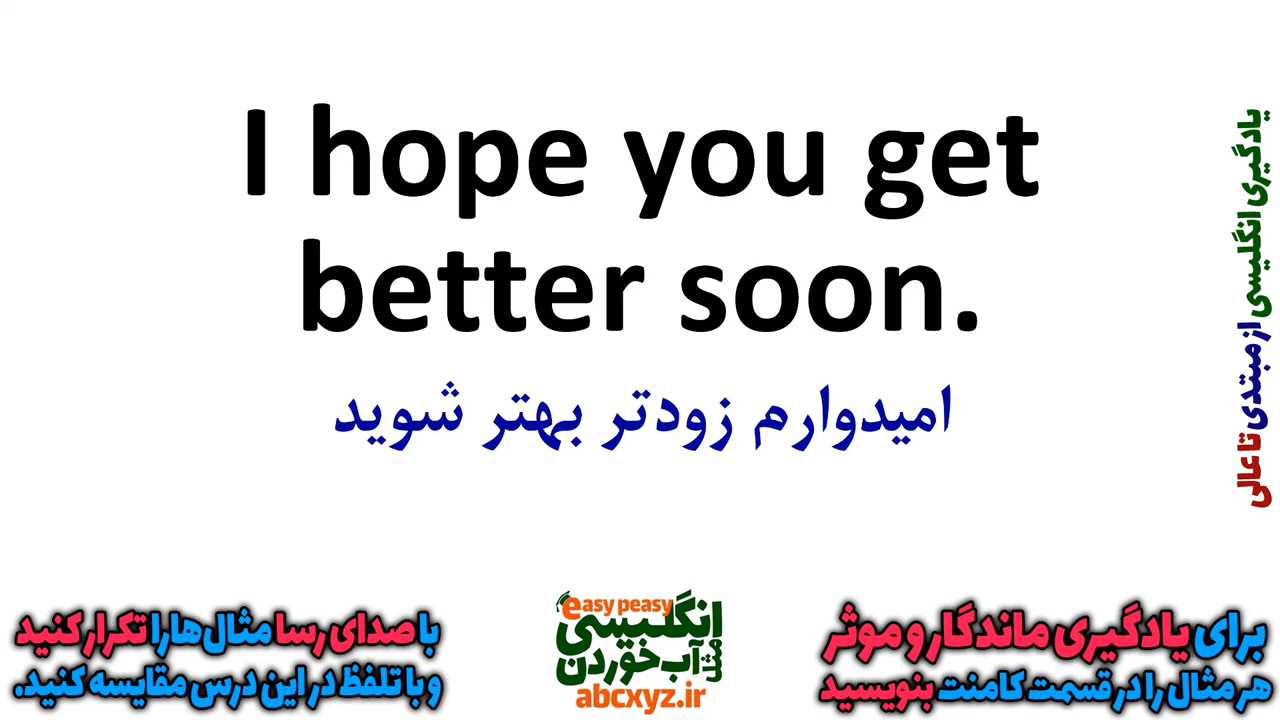 I hope you get
better soon.
امیدوارم زودتر بهتر شوید
یادگیری انگلیسی از مبتدی تا عالی
برای یادگیری ماندگار و موثر
هر مثال را در قسمت کامنت بنویسید
easy peasy
انگلیسی
مثل آب خوردن
abcxyz.ir
با صدای رسا مثال‌ها را تکرار کنید
و با تلفظ در این درس مقایسه کنید.